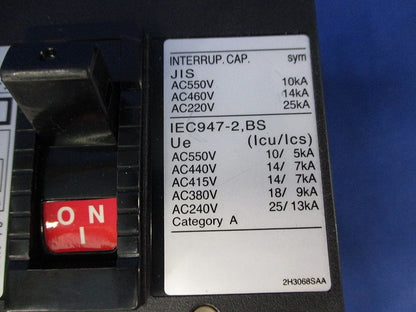 INTERRUP. CAP. sym
JIS
AC550V 10kA
AC460V 14kA
AC220V 25kA
IEC947-2,BS
Ue (Icu/Ics)
AC550V 10/ 5kA
AC440V 14/ 7kA
AC415V 14/ 7kA
AC380V 18/ 9kA
AC240V 25/13kA
Category A
2H3068SAA
ON
I